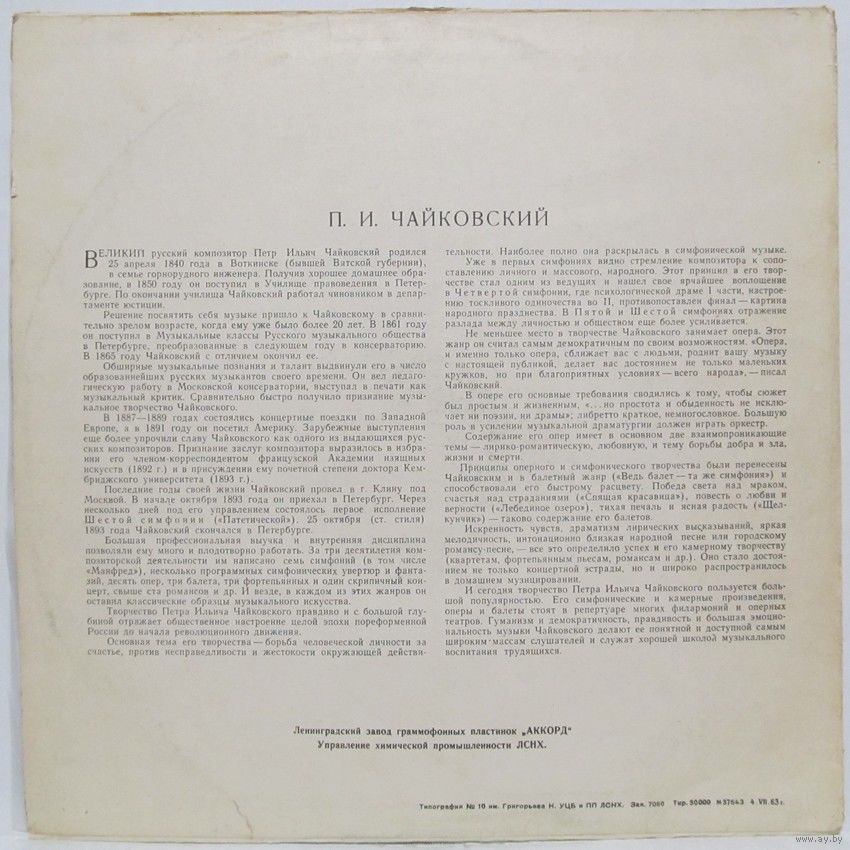 П. И. ЧАЙКОВСКИЙ
ВЕЛИКИЙ русский композитор Петр Ильич Чайковский родился
25 апреля 1840 года в Воткинске (бывшей Вятской губернии),
в семье горнорудного инженера. Получив хорошее домашнее обра-
зование, в 1850 году он поступил в Училище правоведения в Петер-
бурге. По окончании училища Чайковский работал чиновником в депар-
таменте юстиции.
Решение посвятить себя музыке пришло к Чайковскому в сравни-
тельно зрелом возрасте, когда ему уже было более 20 лет. В 1861 году
он поступил в Музыкальные классы Русского музыкального общества
в Петербурге, преобразованные в следующем году в консерваторию.
В 1865 году Чайковский с отличием окончил ее.
Обширные музыкальные познания и талант выдвинули его в число
образованнейших русских музыкантов своего времени. Он вел педаго-
гическую работу в Московской консерватории, выступал в печати как
музыкальный критик. Сравнительно быстро получило признание музы-
кальное творчество Чайковского.
В 1887—1889 годах состоялись концертные поездки по Западной
Европе, а в 1891 году он посетил Америку. Зарубежные выступления
еще более упрочили славу Чайковского как одного из выдающихся рус-
ских композиторов. Признание заслуг композитора выразилось в избра-
нии его членом-корреспондентом французской Академии изящных
искусств (1892 г.) и в присуждении ему почетной степени доктора Кем-
бриджского университета (1893 г.).
Последние годы своей жизни Чайковский провел в г. Клину под
Москвой. В начале октября 1893 года он приехал в Петербург. Через
несколько дней под его управлением состоялось первое исполнение
Шестой симфонии («Патетической»). 25 октября (ст. стиля)
1893 года Чайковский скончался в Петербурге.
Большая профессиональная выучка и внутренняя дисциплина
позволяли ему много и плодотворно работать. За три десятилетия ком-
позиторской деятельности им написано семь симфоний (в том числе
«Манфред»), несколько программных симфонических увертюр и фанта-
зий, десять опер, три балета, три фортепьянных и один скрипичный кон-
церт, свыше ста романсов и др. И везде, в каждом из этих жанров он
оставил классические образцы музыкального искусства.
Творчество Петра Ильича Чайковского правдиво и с большой глу-
биной отражает общественное настроение целой эпохи пореформенной
России до начала революционного движения.
Основная тема его творчества—борьба человеческой личности за
счастье, против несправедливости и жестокости окружающей действи-
тельности. Наиболее полно она раскрылась в симфонической музыке.
Уже в первых симфониях видно стремление композитора к сопо-
ставлению личного и массового, народного. Этот принцип в его твор-
честве стал одним из ведущих и нашел свое ярчайшее воплощение
в Четвертой симфонии, где психологической драме I части, настрое-
нию тоскливого одиночества во II, противопоставлен финал—картина
народного празднества. В Пятой и Шестой симфониях отражение
разлада между личностью и обществом еще более усиливается.
Не меньшее место в творчестве Чайковского занимает опера. Этот
жанр он считал самым демократичным по своим возможностям. «Опера,
и именно только опера, сближает вас с людьми, роднит вашу музыку
с настоящей публикой, делает вас достоянием не только маленьких
кружков, но при благоприятных условиях—всего народа»,—писал
Чайковский.
В опере его основные требования сводились к тому, чтобы сюжет
был простым и жизненным, «...но простота и обыденность не исклю-
чает ни поэзии, ни драмы»; либретто краткое, немногословное. Большую
роль в усилении музыкальной драматургии должен играть оркестр.
Содержание его опер имеет в основном две взаимопроникающие
темы—лирико-романтическую, любовную, и тему борьбы добра и зла,
жизни и смерти.
Принципы оперного и симфонического творчества были перенесены
Чайковским и в балетный жанр («Ведь балет—та же симфония») и
способствовали его быстрому расцвету. Победа света над мраком,
счастья над страданиями («Спящая красавица»), повесть о любви и
верности («Лебединое озеро»), тихая печаль и ясная радость («Щел-
кунчик»)—таково содержание его балетов.
Искренность чувств, драматизм лирических высказываний, яркая
мелодичность, интонационно близкая народной песне или городскому
романсу-песне,—все это определило успех и его камерному творчеству
(квартетам, фортепьянным пьесам, романсам и др.). Оно стало достоя-
нием не только концертной эстрады, но и широко распространилось
в домашнем музицировании.
И сегодня творчество Петра Ильича Чайковского пользуется боль-
шой популярностью. Его симфонические и камерные произведения,
оперы и балеты стоят в репертуаре многих филармоний и оперных
театров. Гуманизм и демократичность, правдивость и большая эмоцио-
нальность музыки Чайковского делают ее понятной и доступной самым
широким массам слушателей и служат хорошей школой музыкального
воспитания трудящихся.
Ленинградский завод граммофонных пластинок „АККОРД“
Управление химической промышленности ЛСНХ.
Типография № 10 им. Григорьева Н. УЦБ и ПП ЛСНХ. Зак. 7080 Тир. 50000 М37643 4 VII. 63 г.
www.ay.by